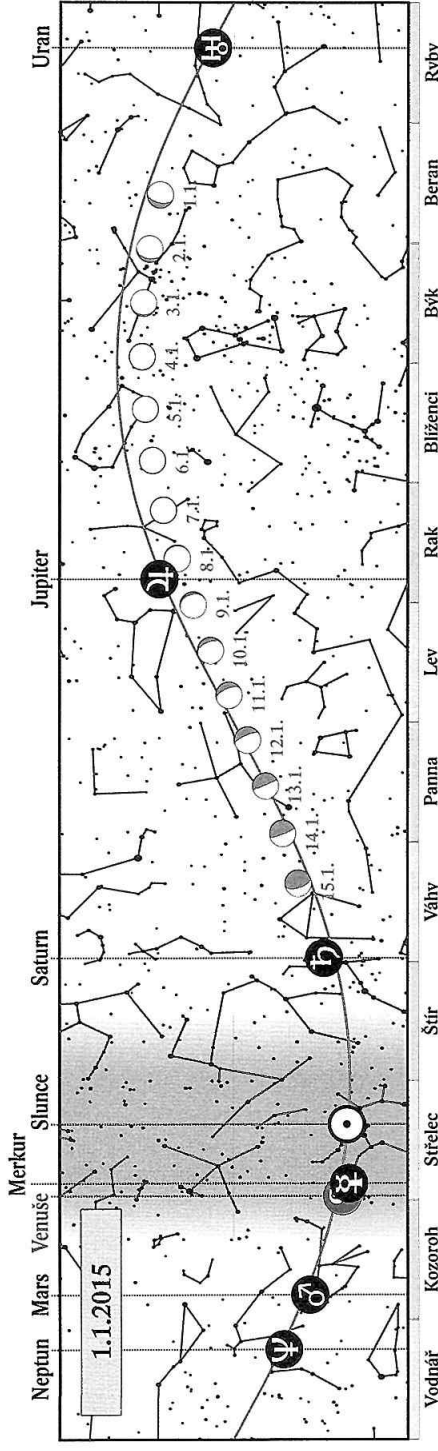 Neptun Mars Venuše Merkur Slunce Saturn Jupiter Uran
1.1.2015
15.1. 14.1. 13.1. 12.1. 11.1. 10.1. 9.1. 8.1. 7.1. 6.1. 5.1. 4.1. 3.1. 2.1. 1.1.
Vodnář Kozoroh Střelec Štír Váhy Panna Lev Rak Blíženci Býk Beran Ryby